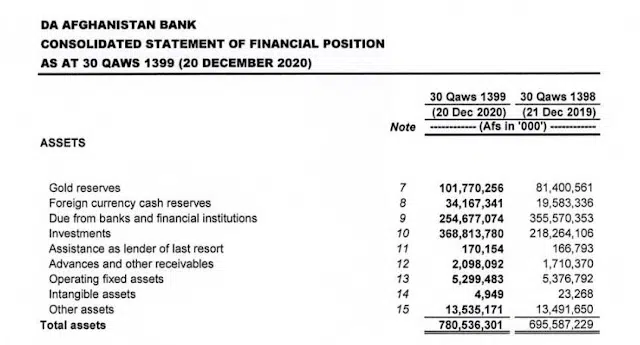 DA AFGHANISTAN BANK
CONSOLIDATED STATEMENT OF FINANCIAL POSITION
AS AT 30 QAWS 1399 (20 DECEMBER 2020)
30 Qaws 1399 30 Qaws 1398
(20 Dec 2020) (21 Dec 2019)
Note ------------ (Afs in '000') ------------
ASSETS
Gold reserves 7 101,770,256 81,400,561
Foreign currency cash reserves 8 34,167,341 19,583,336
Due from banks and financial institutions 9 254,677,074 355,570,353
Investments 10 368,813,780 218,264,106
Assistance as lender of last resort 11 170,154 166,793
Advances and other receivables 12 2,098,092 1,710,370
Operating fixed assets 13 5,299,483 5,376,792
Intangible assets 14 4,949 23,268
Other assets 15 13,535,171 13,491,650
Total assets 780,536,301 695,587,229